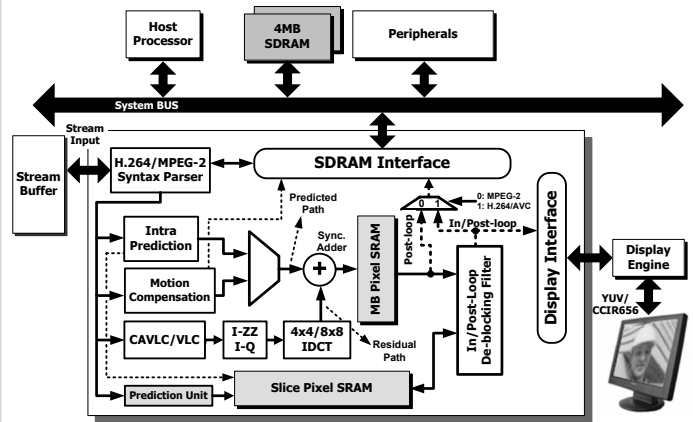 Host
Processor
4MB
SDRAM
Peripherals
System BUS
Stream
Input
Stream
Buffer
H.264/MPEG-2
Syntax Parser
SDRAM Interface
Predicted
Path
0: MPEG-2
1: H.264/AVC
0 1
In/Post-loop
Post-loop
Intra
Prediction
Sync.
Adder
+
MB Pixel SRAM
Motion
Compensation
In/Post-Loop
De-blocking Filter
Display Interface
Display
Engine
YUV/
CCIR656
CAVLC/VLC
I-ZZ
I-Q
4x4/8x8
IDCT
Residual
Path
Prediction Unit
Slice Pixel SRAM